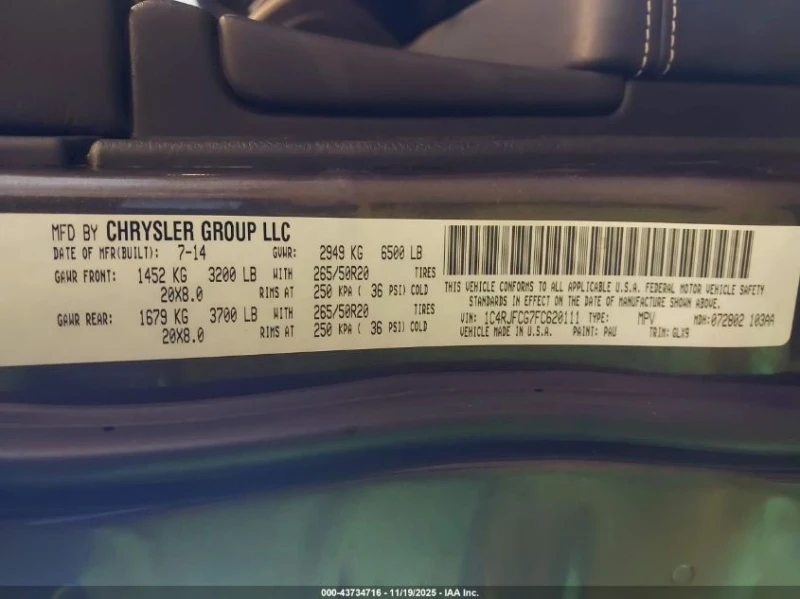 MFD BY CHRYSLER GROUP LLC
DATE OF MFR(BUILT): 7-14 GVWR: 2949 KG 6500 LB
GAWR FRONT: 1452 KG 3200 LB WITH 265/50R20 TIRES
20X8.0 RIMS AT 250 KPA ( 36 PSI) COLD
GAWR REAR: 1679 KG 3700 LB WITH 265/50R20 TIRES
20X8.0 RIMS AT 250 KPA ( 36 PSI) COLD
THIS VEHICLE CONFORMS TO ALL APPLICABLE U.S.A. FEDERAL MOTOR VEHICLE SAFETY
STANDARDS IN EFFECT ON THE DATE OF MANUFACTURE SHOWN ABOVE.
VIN: 1C4RJFCG7FC620111 TYPE: MPV MDH:072802 103AA
VEHICLE MADE IN U.S.A. PAINT: PAU TRIM: GLX9
000-43734716 - 11/19/2025 - IAA Inc.